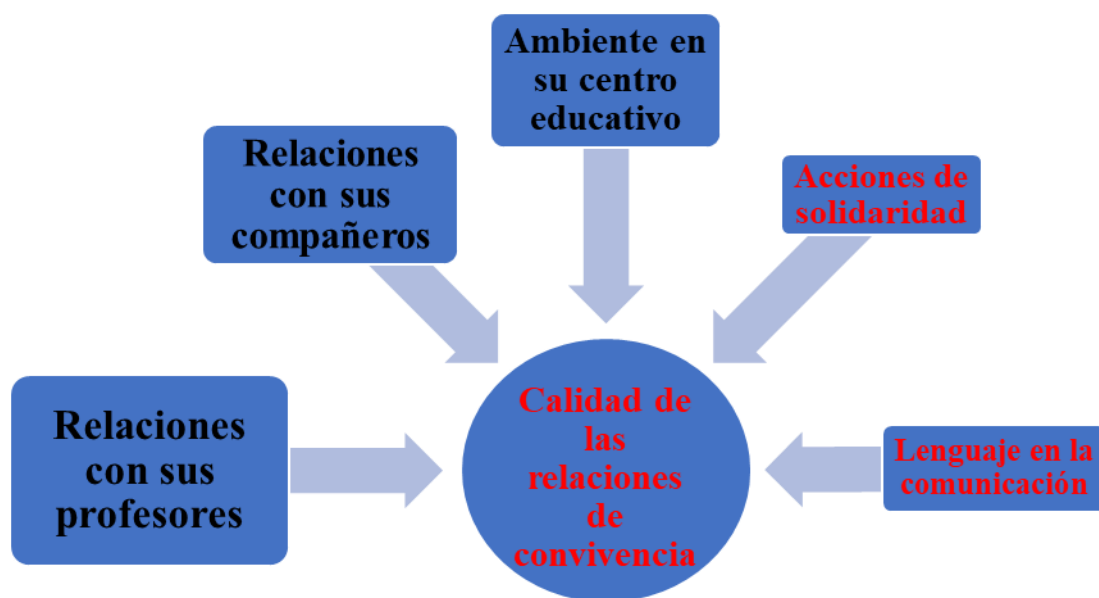 Ambiente en
su centro
educativo
Relaciones
con sus
compañeros
Acciones de
solidaridad
Relaciones
con sus
profesores
Calidad de
las
relaciones
de
convivencia
Lenguaje en la
comunicación